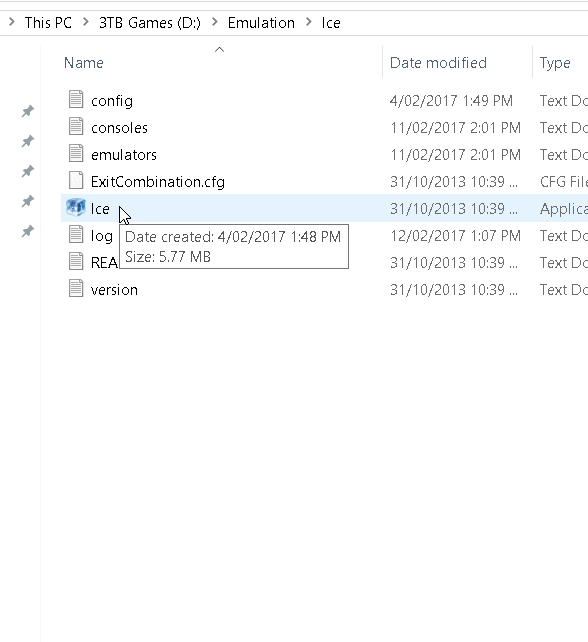 This PC > 3TB Games (D:) > Emulation > Ice
Name Date modified Type
config 4/02/2017 1:49 PM Text Do
consoles 11/02/2017 2:01 PM Text Do
emulators 11/02/2017 2:01 PM Text Do
ExitCombination.cfg 31/10/2013 10:39 ... CFG File
Ice 31/10/2013 10:39 ... Applica
log 12/02/2017 1:07 PM Text Do
Date created: 4/02/2017 1:48 PM
Size: 5.77 MB
REA 31/10/2013 10:39 ... Text Do
version 31/10/2013 10:39 ... Text Do